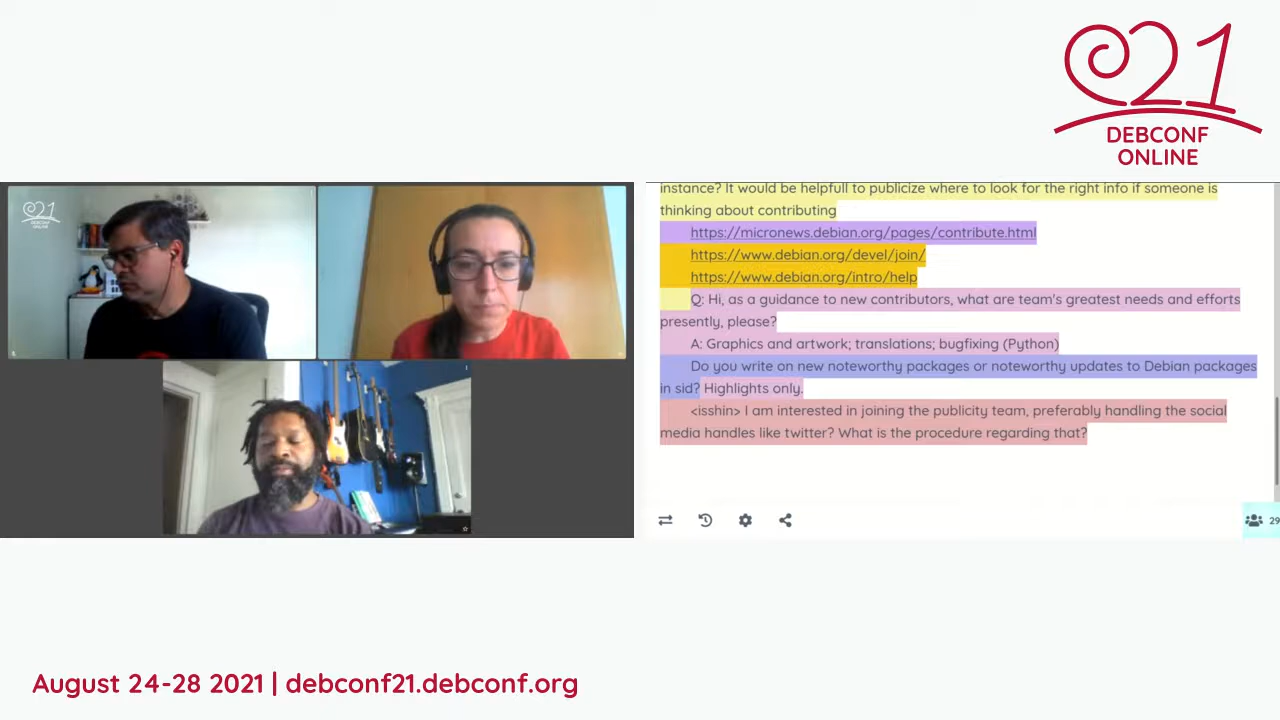 21
DEBCONF
ONLINE
21
DEBCONF
ONLINE
instance? It would be helpfull to publicize where to look for the right info if someone is
thinking about contributing
https://micronews.debian.org/pages/contribute.html
https://www.debian.org/devel/join/
https://www.debian.org/intro/help
Q: Hi, as a guidance to new contributors, what are team's greatest needs and efforts
presently, please?
A: Graphics and artwork; translations; bugfixing (Python)
Do you write on new noteworthy packages or noteworthy updates to Debian packages
in sid? Highlights only.
<isshin> I am interested in joining the publicity team, preferably handling the social
media handles like twitter? What is the procedure regarding that?
29
August 24-28 2021 | debconf21.debconf.org